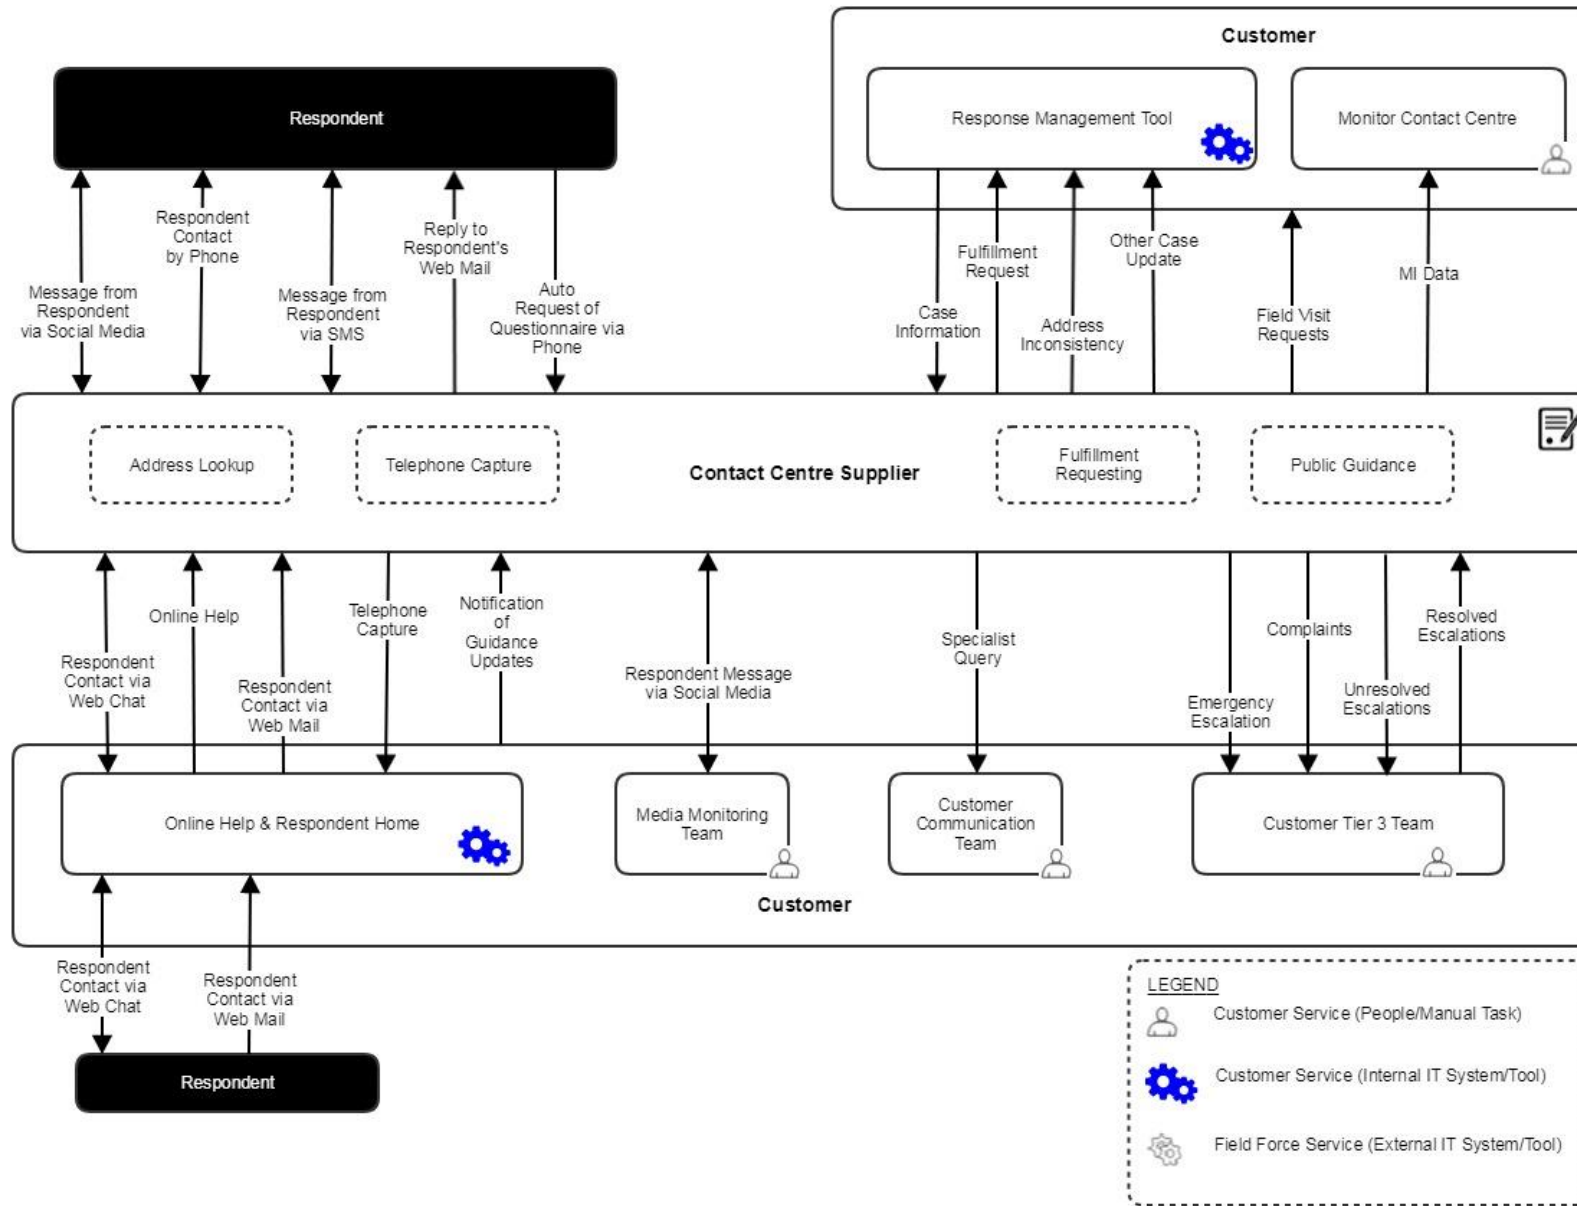 Customer
Respondent
Response Management Tool
Monitor Contact Centre
Message from
Respondent
via Social Media
Respondent
Contact
by Phone
Message from
Respondent
via SMS
Reply to
Respondent's
Web Mail
Auto
Request of
Questionnaire via
Phone
Case
Information
Fulfillment
Request
Address
Inconsistency
Other Case
Update
Field Visit
Requests
MI Data
Address Lookup
Telephone Capture
Contact Centre Supplier
Fulfillment
Requesting
Public Guidance
Respondent
Contact via
Web Chat
Online Help
Respondent
Contact via
Web Mail
Telephone
Capture
Notification
of
Guidance
Updates
Respondent Message
via Social Media
Specialist
Query
Emergency
Escalation
Complaints
Unresolved
Escalations
Resolved
Escalations
Online Help & Respondent Home
Media Monitoring
Team
Customer
Communication
Team
Customer Tier 3 Team
Customer
Respondent
Contact via
Web Chat
Respondent
Contact via
Web Mail
Respondent
LEGEND
Customer Service (People/Manual Task)
Customer Service (Internal IT System/Tool)
Field Force Service (External IT System/Tool)